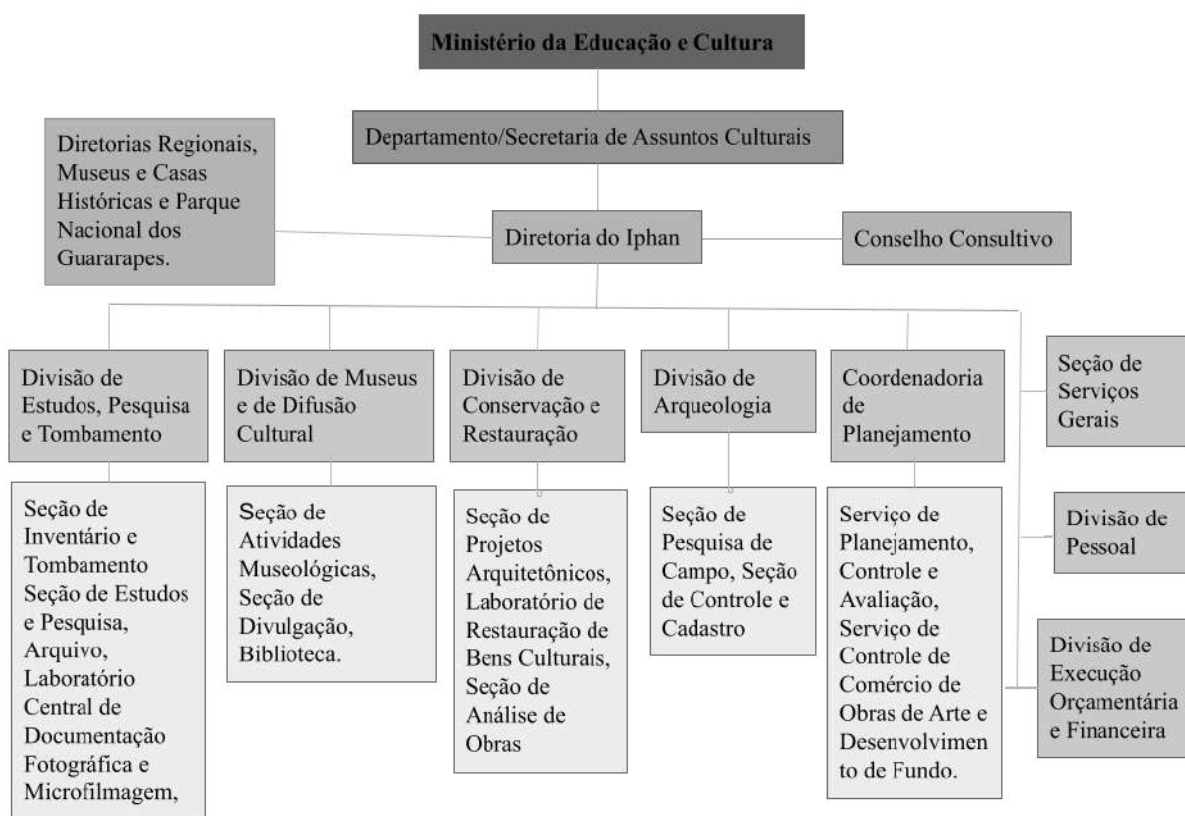 Ministério da Educação e Cultura
Departamento/Secretaria de Assuntos Culturais
Diretorias Regionais,
Museus e Casas
Históricas e Parque
Nacional dos
Guararapes.
Diretoria do Iphan
Conselho Consultivo
Divisão de
Estudos, Pesquisa
e Tombamento
Divisão de Museus
e de Difusão
Cultural
Divisão de
Conservação e
Restauração
Divisão de
Arqueologia
Coordenadoria
de
Planejamento
Seção de
Serviços
Gerais
Seção de
Inventário e
Tombamento
Seção de Estudos
e Pesquisa,
Arquivo,
Laboratório
Central de
Documentação
Fotográfica e
Microfilmagem,
Seção de
Atividades
Museológicas,
Seção de
Divulgação,
Biblioteca.
Seção de
Projetos
Arquitetônicos,
Laboratório de
Restauração de
Bens Culturais,
Seção de
Análise de
Obras
Seção de
Pesquisa de
Campo, Seção
de Controle e
Cadastro
Serviço de
Planejamento,
Controle e
Avaliação,
Serviço de
Controle de
Comércio de
Obras de Arte e
Desenvolvimen
to de Fundo.
Divisão de
Pessoal
Divisão de
Execução
Orçamentária
e Financeira